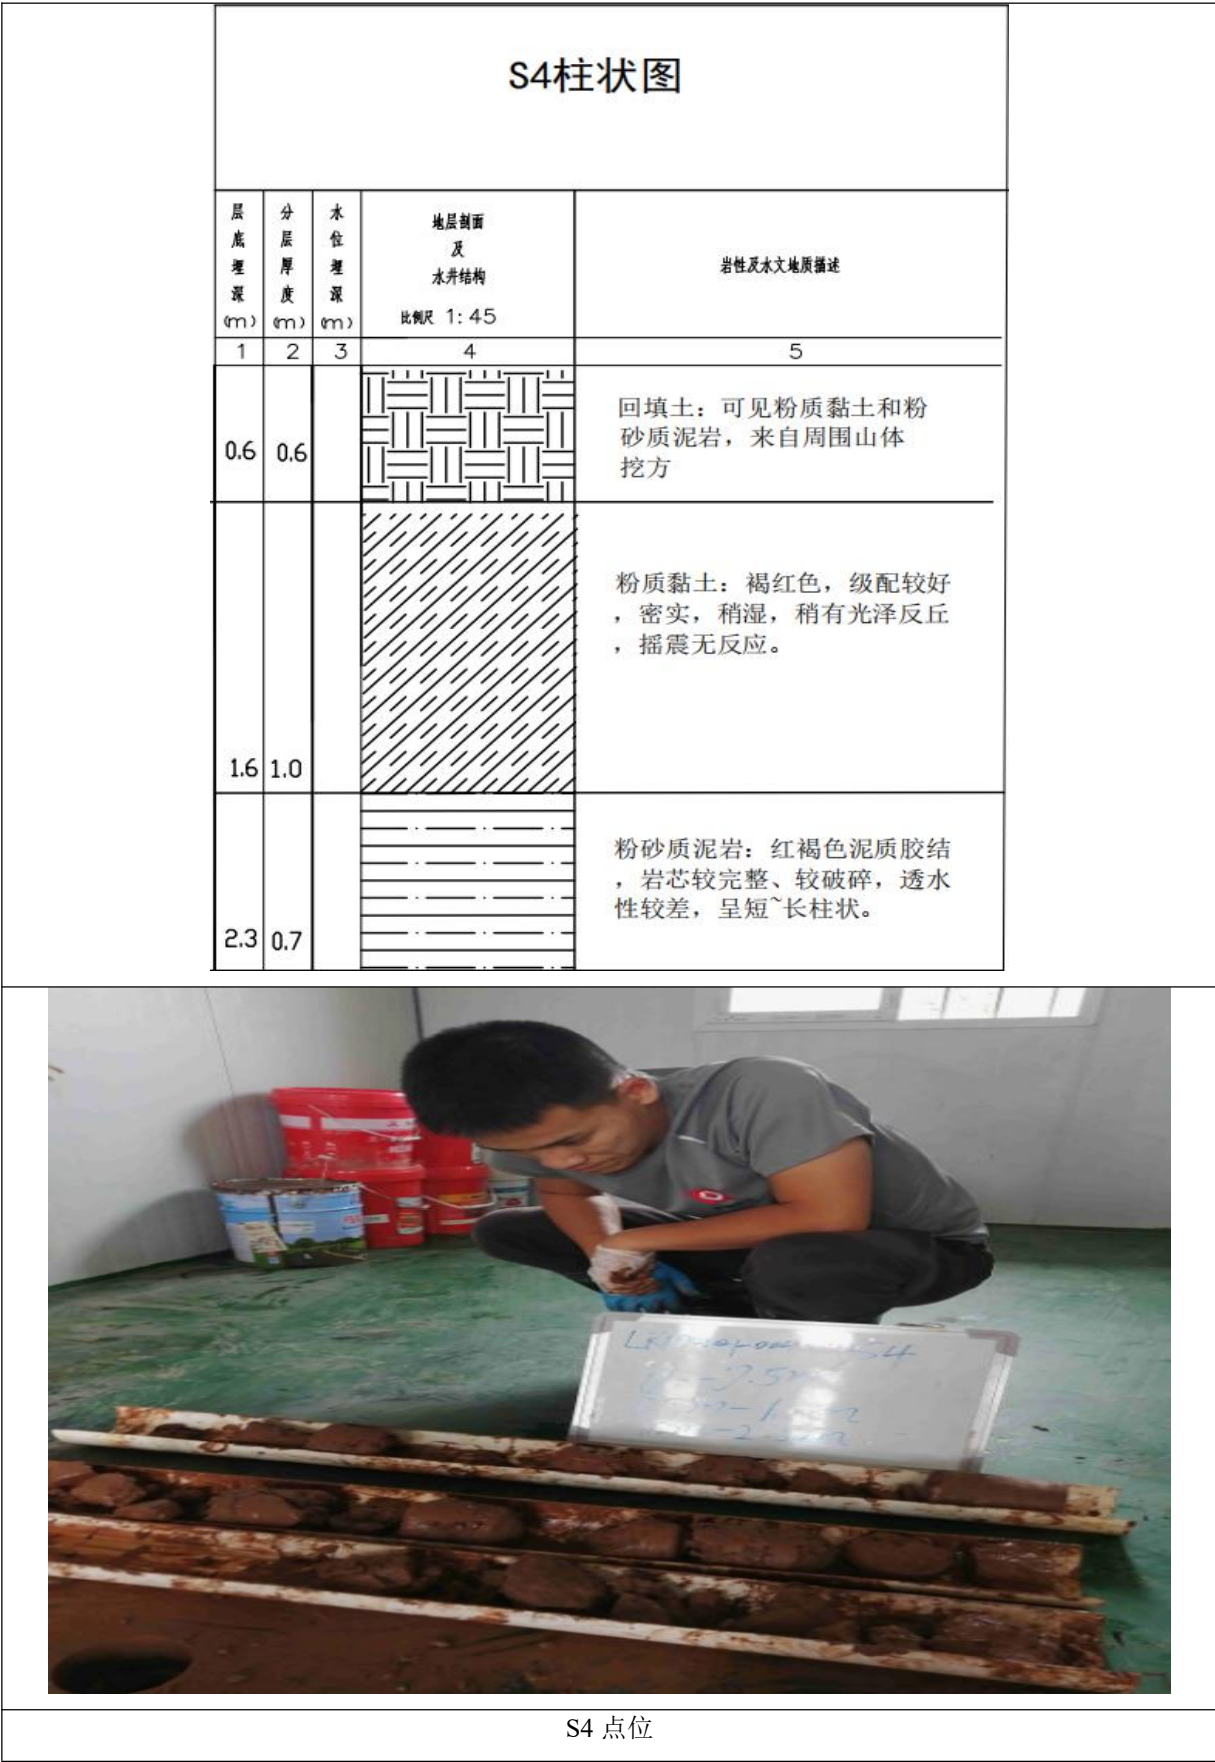 S4柱状图
层底埋深(m)
分层厚度(m)
水位埋深(m)
地层剖面
及
水井结构
比例尺 1:45
岩性及水文地质描述
1 2 3 4 5
0.6 0.6
回填土：可见粉质黏土和粉
砂质泥岩，来自周围山体
挖方
粉质黏土：褐红色，级配较好
，密实，稍湿，稍有光泽反丘
，摇震无反应。
1.6 1.0
粉砂质泥岩：红褐色泥质胶结
，岩芯较完整、较破碎，透水
性较差，呈短~长柱状。
2.3 0.7
S4
S4 点位